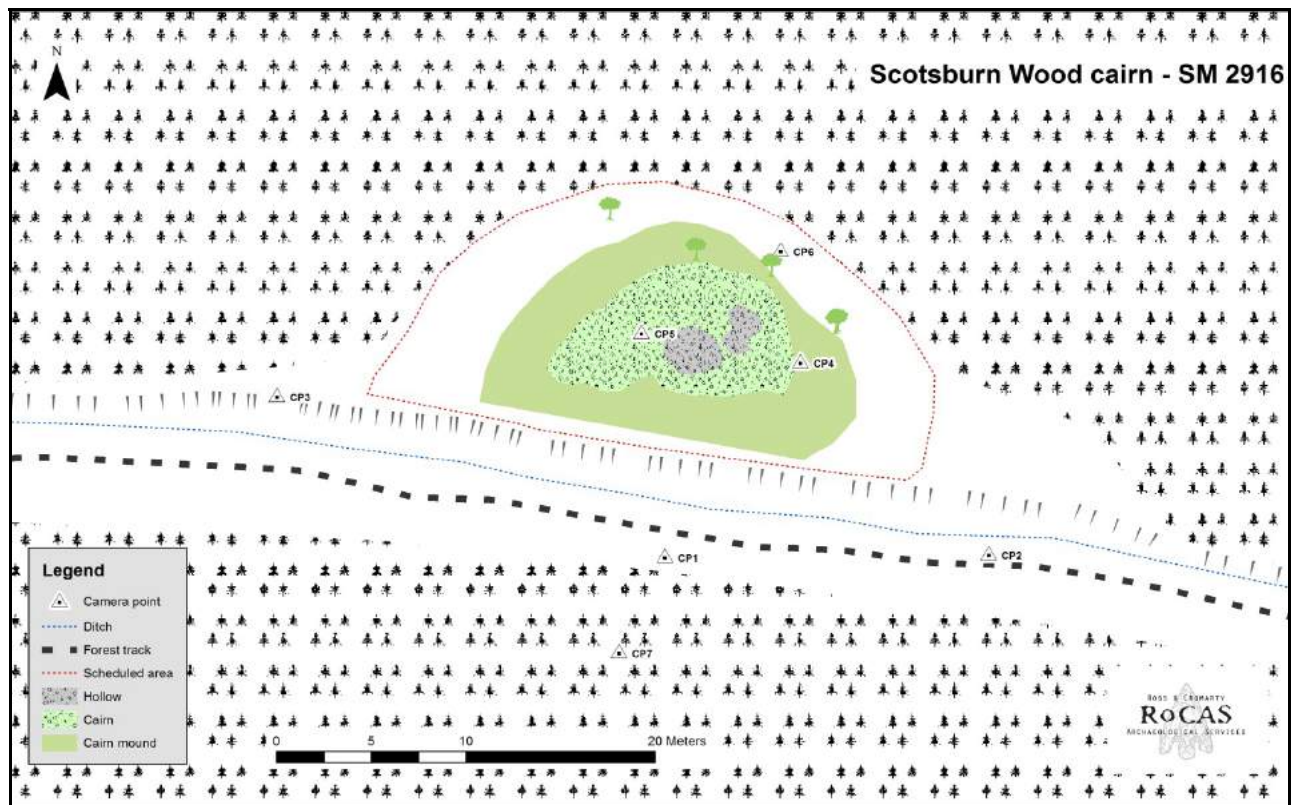 N
Scotsburn Wood cairn - SM 2916
CP6
CP5
CP4
CP3
CP1
CP2
CP7
Legend
Camera point
Ditch
Forest track
Scheduled area
Hollow
Cairn
Cairn mound
0 5 10 20 Meters
ROSS & CROMARTY
RoCAS
ARCHAEOLOGICAL SERVICES